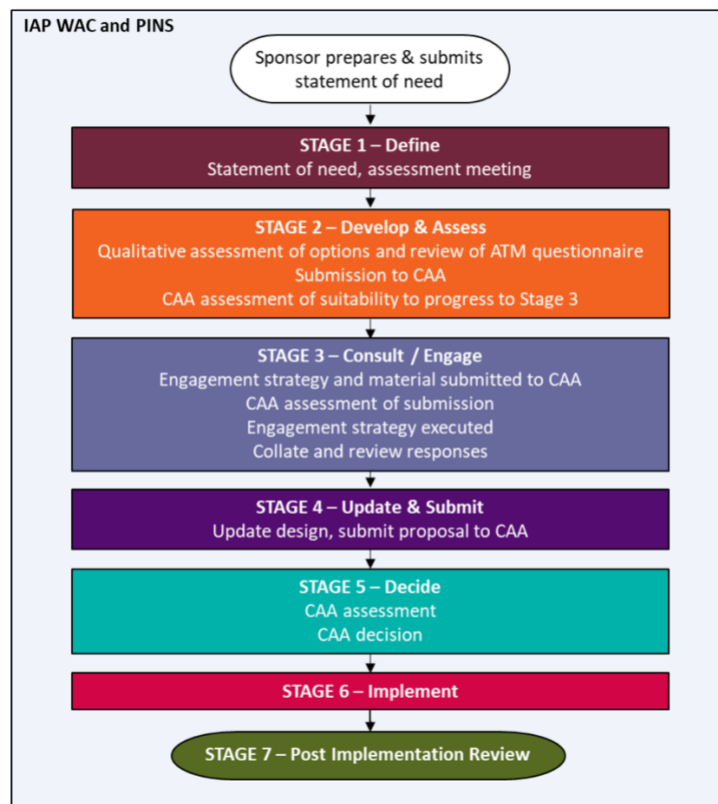 IAP WAC and PINS
Sponsor prepares & submits
statement of need
STAGE 1 – Define
Statement of need, assessment meeting
STAGE 2 – Develop & Assess
Qualitative assessment of options and review of ATM questionnaire
Submission to CAA
CAA assessment of suitability to progress to Stage 3
STAGE 3 – Consult / Engage
Engagement strategy and material submitted to CAA
CAA assessment of submission
Engagement strategy executed
Collate and review responses
STAGE 4 – Update & Submit
Update design, submit proposal to CAA
STAGE 5 – Decide
CAA assessment
CAA decision
STAGE 6 – Implement
STAGE 7 – Post Implementation Review